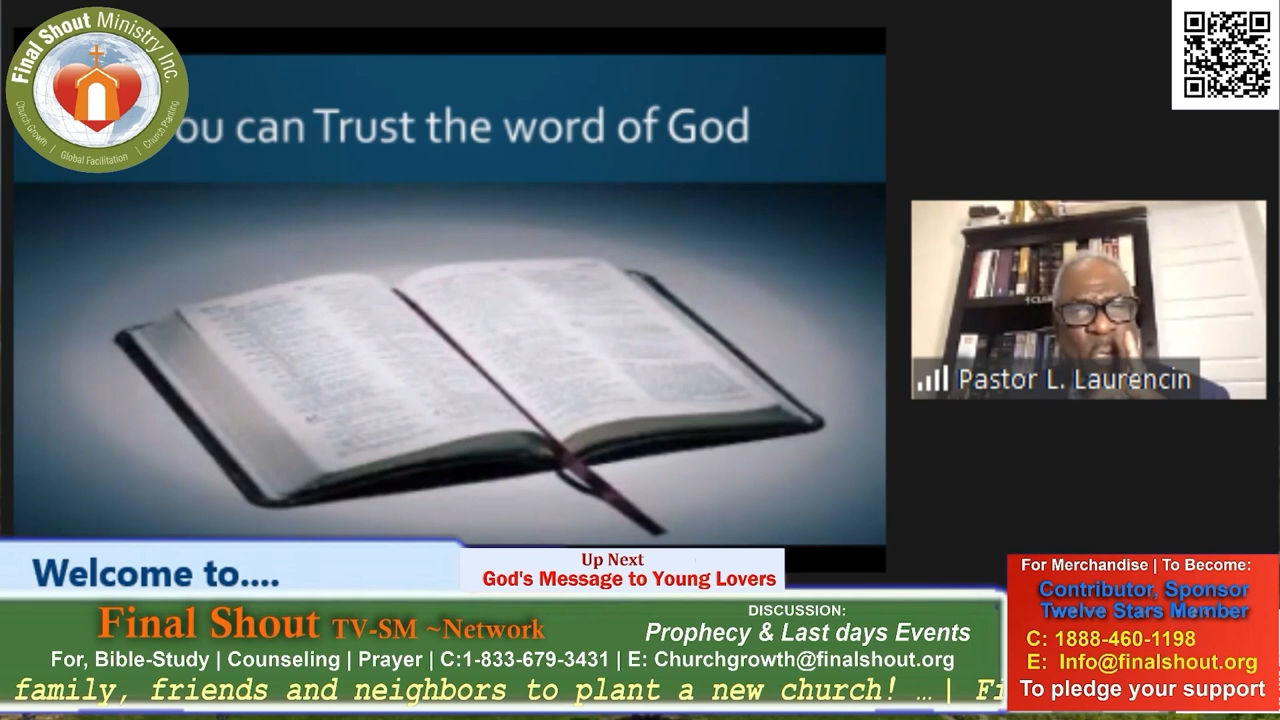 Final Shout Ministry Inc.
Church Growth | Global Facilitation | Church Planting
ou can Trust the word of God
Pastor L. Laurencin
Welcome to....
Up Next
God's Message to Young Lovers
Final Shout TV-SM ~Network
DISCUSSION:
Prophecy & Last days Events
For, Bible-Study | Counseling | Prayer | C:1-833-679-3431 | E: Churchgrowth@finalshout.org
family, friends and neighbors to plant a new church! … | Fi
For Merchandise | To Become:
Contributor, Sponsor
Twelve Stars Member
C: 1888-460-1198
E: Info@finalshout.org
To pledge your support